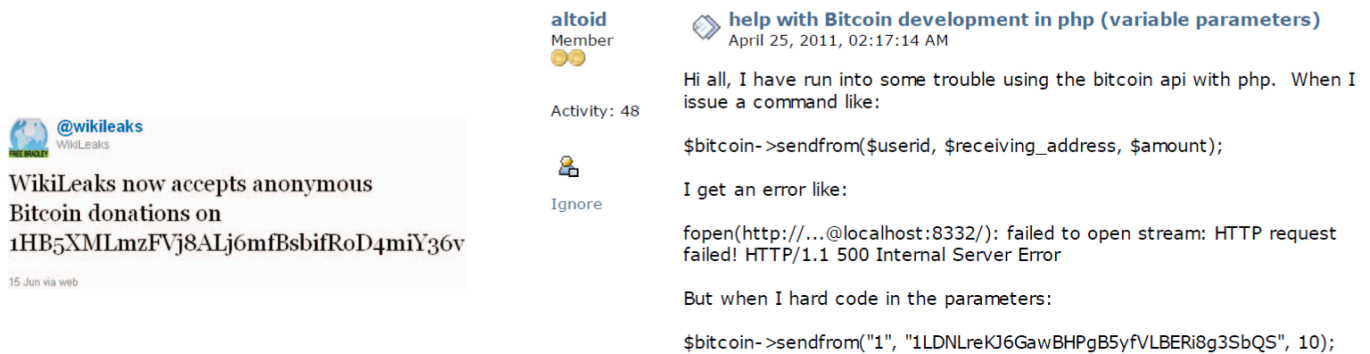 @wikileaks
WikiLeaks
FREE BRADLEY
WikiLeaks now accepts anonymous
Bitcoin donations on
1HB5XMLmzFVj8ALj6mfBsbifRoD4miY36v
15 Jun via web
altoid
Member
Activity: 48
Ignore
help with Bitcoin development in php (variable parameters)
April 25, 2011, 02:17:14 AM
Hi all, I have run into some trouble using the bitcoin api with php.  When I
issue a command like:
$bitcoin->sendfrom($userid, $receiving_address, $amount);
I get an error like:
fopen(http://...@localhost:8332/): failed to open stream: HTTP request
failed! HTTP/1.1 500 Internal Server Error
But when I hard code in the parameters:
$bitcoin->sendfrom("1", "1LDNLreKJ6GawBHPgB5yfVLBERi8g3SbQS", 10);